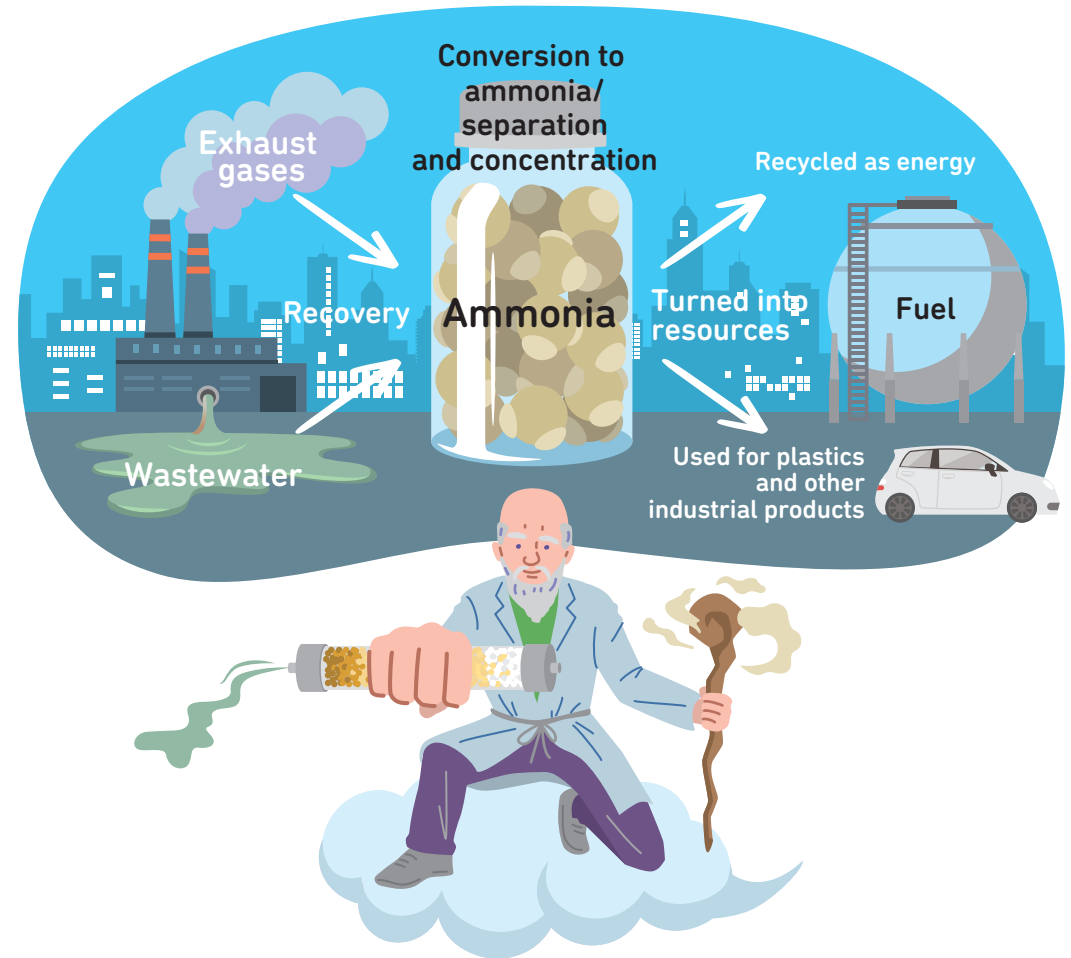 Conversion to
ammonia/
separation
and concentration
Exhaust
gases
Recycled as energy
Recovery
Ammonia
Turned into
resources
Fuel
Wastewater
Used for plastics
and other
industrial products